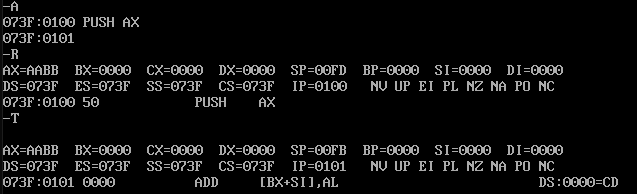 -A
073F:0100 PUSH AX
073F:0101
-R
AX=AABB  BX=0000  CX=0000  DX=0000  SP=00FD  BP=0000  SI=0000  DI=0000
DS=073F  ES=073F  SS=073F  CS=073F  IP=0100   NV UP EI PL NZ NA PO NC
073F:0100 50            PUSH    AX
-T
AX=AABB  BX=0000  CX=0000  DX=0000  SP=00FB  BP=0000  SI=0000  DI=0000
DS=073F  ES=073F  SS=073F  CS=073F  IP=0101   NV UP EI PL NZ NA PO NC
073F:0101 0000          ADD     [BX+SI],AL                         DS:0000=CD